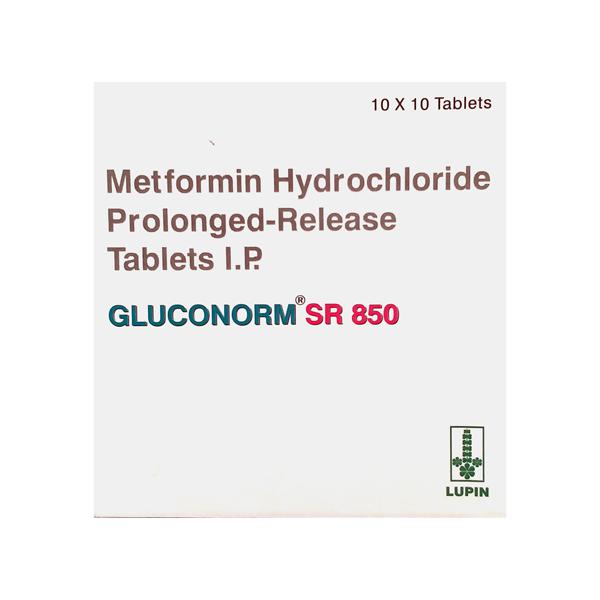 10 X 10 Tablets
Metformin Hydrochloride
Prolonged-Release
Tablets I.P.
GLUCONORM® SR 850
LUPIN